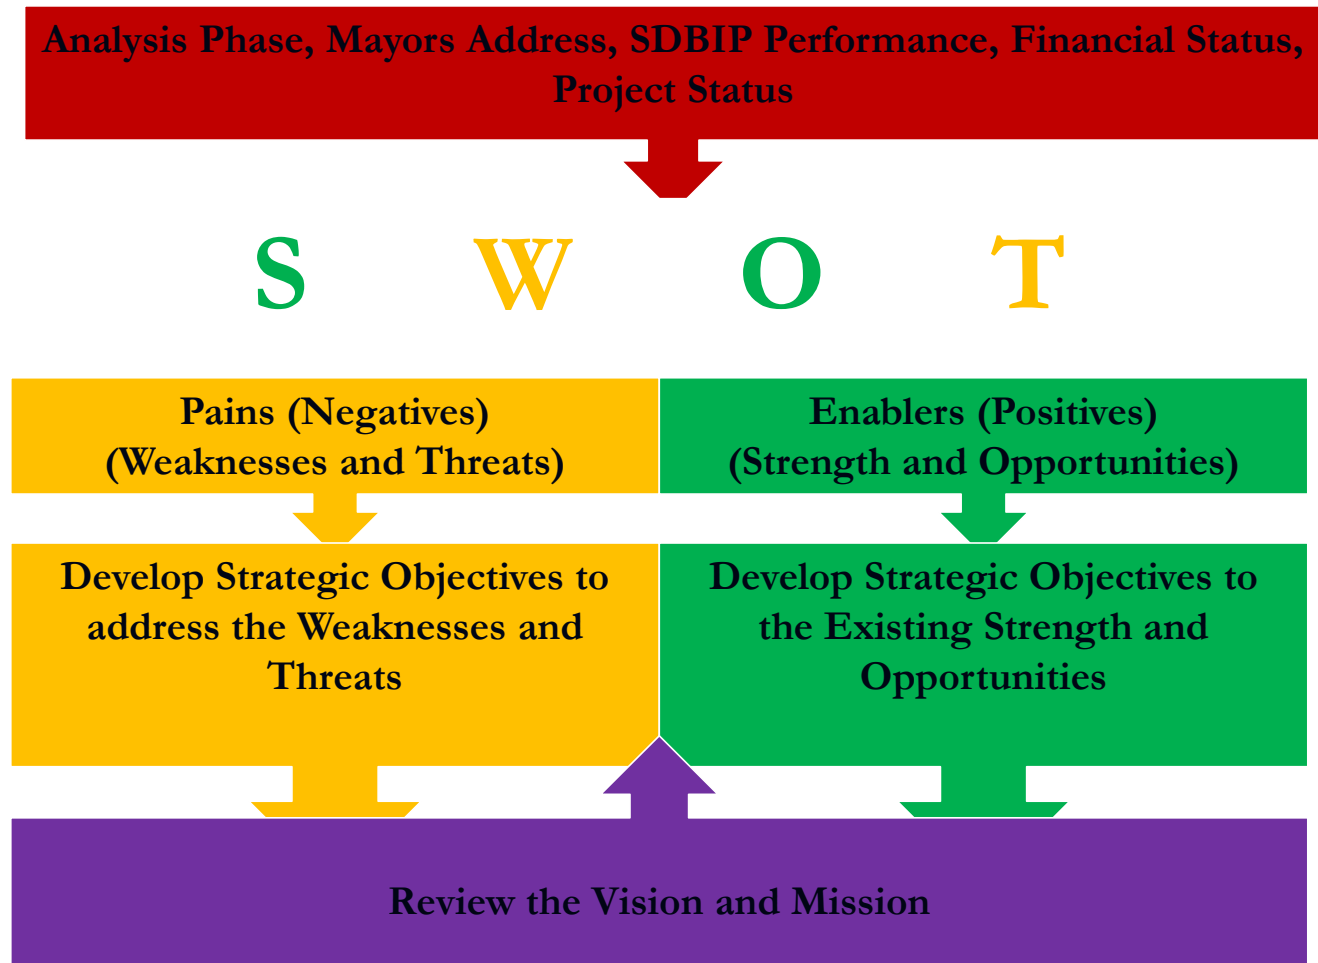 Analysis Phase, Mayors Address, SDBIP Performance, Financial Status,
Project Status
S W O T
Pains (Negatives)
(Weaknesses and Threats)
Enablers (Positives)
(Strength and Opportunities)
Develop Strategic Objectives to
address the Weaknesses and
Threats
Develop Strategic Objectives to
the Existing Strength and
Opportunities
Review the Vision and Mission